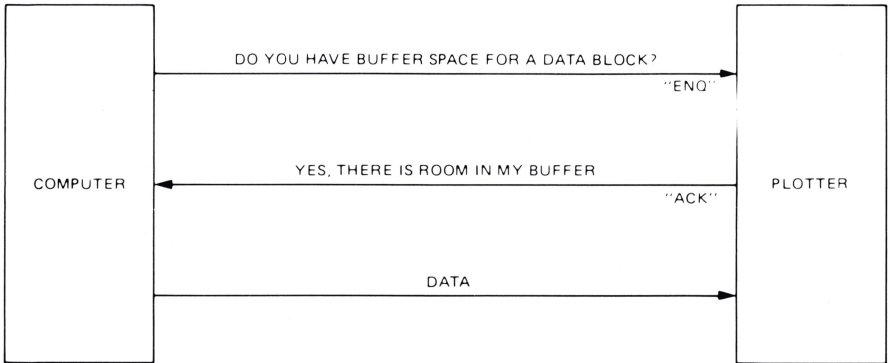 DO YOU HAVE BUFFER SPACE FOR A DATA BLOCK?
"ENQ"
COMPUTER
YES, THERE IS ROOM IN MY BUFFER
PLOTTER
"ACK"
DATA